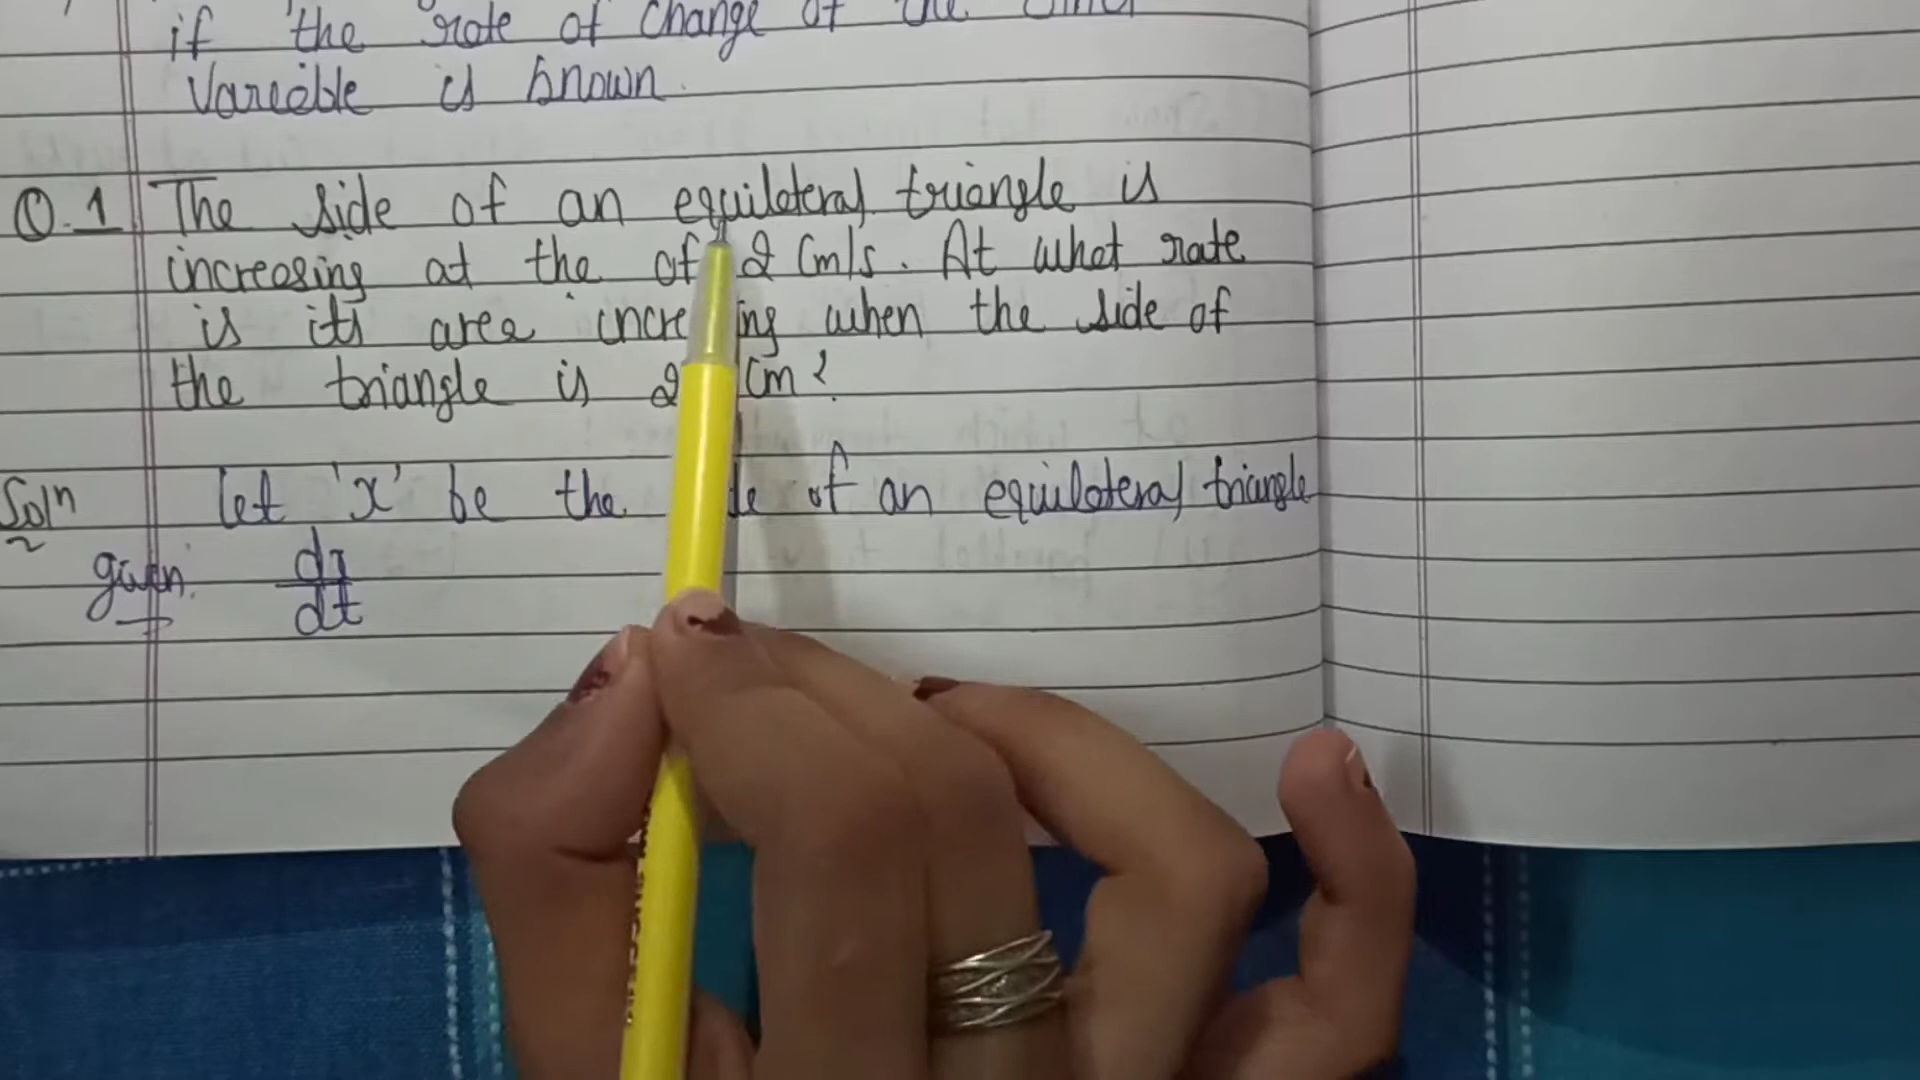 if the rate of change of the other
Variable is known.
Q.1 The side of an equilateral triangle is
increasing at the of 2 cm/s. At what rate
is its area incre ing when the side of
the triangle is 2 cm?
Soln let 'x' be the de of an equilateral triangle
given: dx
dt